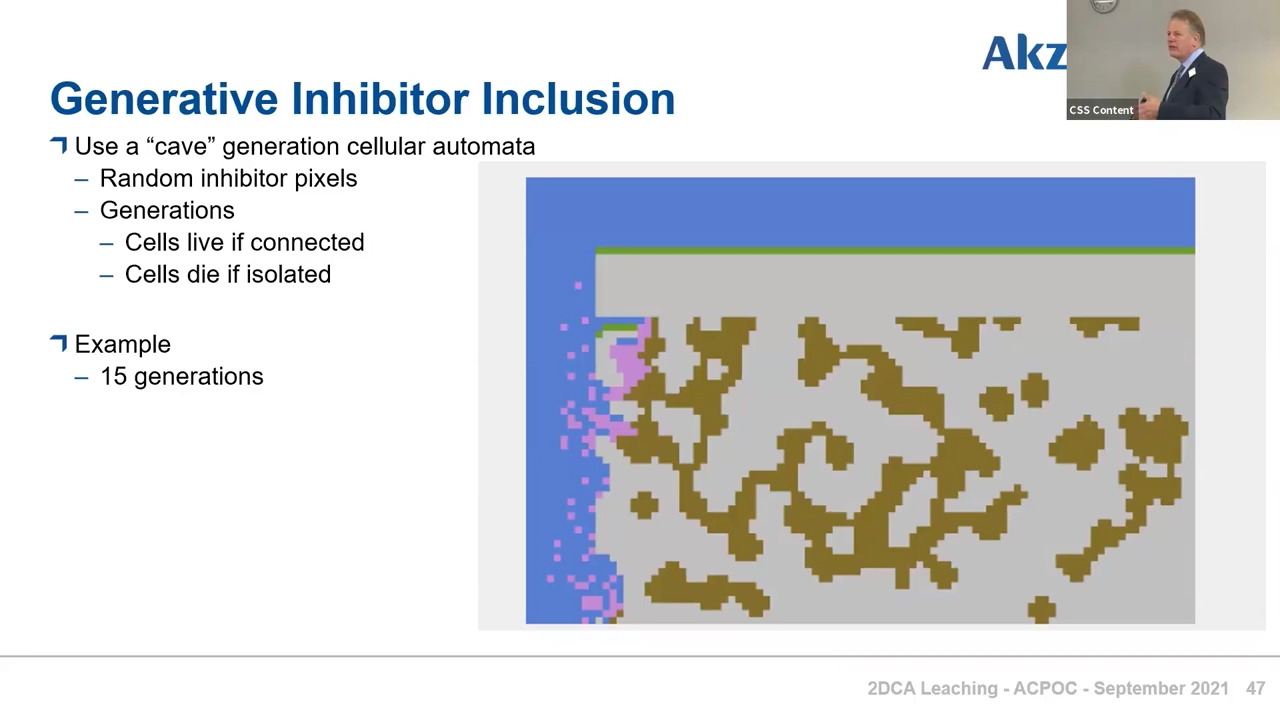 Akz
Generative Inhibitor Inclusion
Use a “cave” generation cellular automata
– Random inhibitor pixels
– Generations
– Cells live if connected
– Cells die if isolated
Example
– 15 generations
CSS Content
2DCA Leaching - ACPOC - September 2021 47